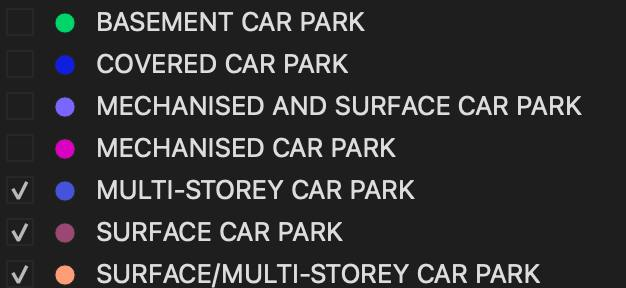 BASEMENT CAR PARK
COVERED CAR PARK
MECHANISED AND SURFACE CAR PARK
MECHANISED CAR PARK
MULTI-STOREY CAR PARK
SURFACE CAR PARK
SURFACE/MULTI-STOREY CAR PARK